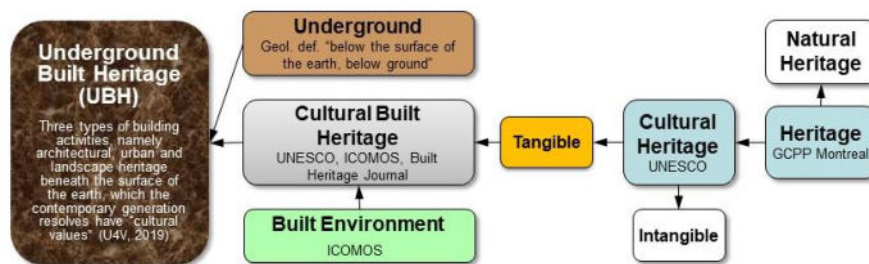 Underground
Built Heritage
(UBH)
Three types of building
activities, namely
architectural, urban and
landscape heritage
beneath the surface of
the earth, which the
contemporary generation
resolves have “cultural
values” (U4V, 2019)
Underground
Geol. def. “below the surface of
the earth, below ground”
Cultural Built
Heritage
UNESCO, ICOMOS, Built
Heritage Journal
Built Environment
ICOMOS
Tangible
Cultural
Heritage
UNESCO
Intangible
Natural
Heritage
Heritage
GCPP Montreal